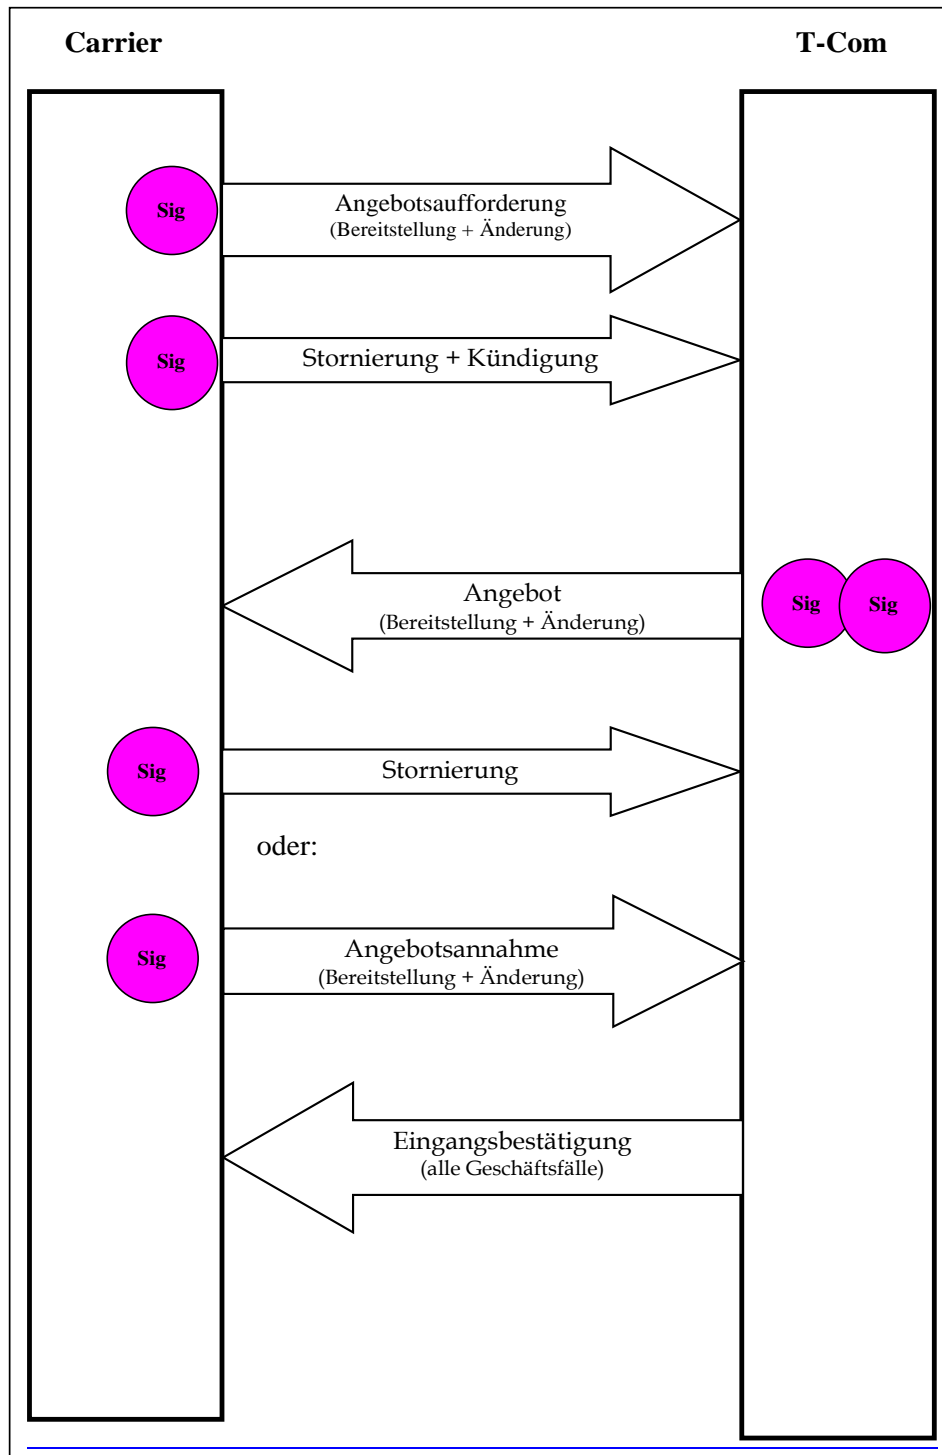 Carrier
T-Com
Sig
Angebotsaufforderung
(Bereitstellung + Änderung)
Sig
Stornierung + Kündigung
Angebot
(Bereitstellung + Änderung)
Sig
Sig
Sig
Stornierung
oder:
Sig
Angebotsannahme
(Bereitstellung + Änderung)
Eingangsbestätigung
(alle Geschäftsfälle)